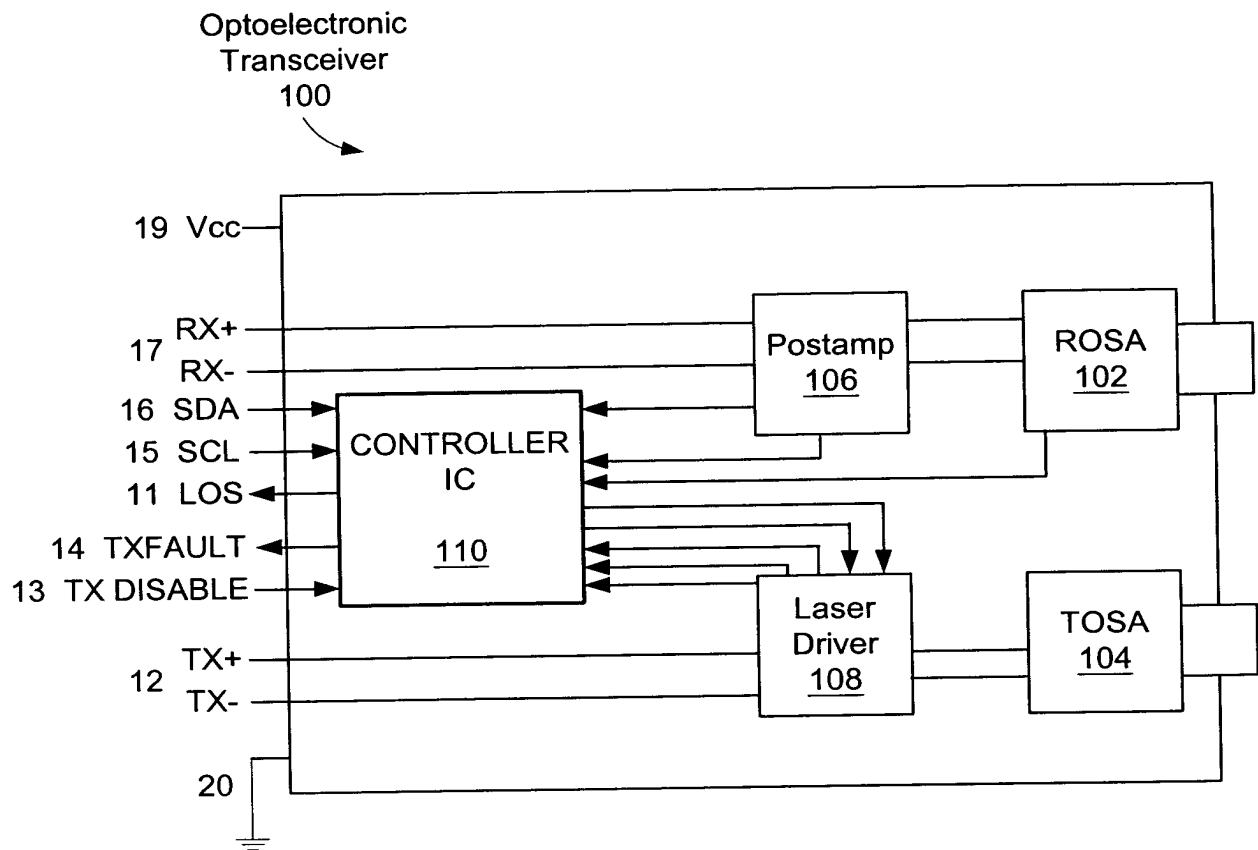 Optoelectronic
Transceiver
100
19 Vcc
17 RX+
RX-
16 SDA
15 SCL
11 LOS
14 TXFAULT
13 TX DISABLE
12 TX+
TX-
20
CONTROLLER
IC
110
Postamp
106
ROSA
102
Laser
Driver
108
TOSA
104